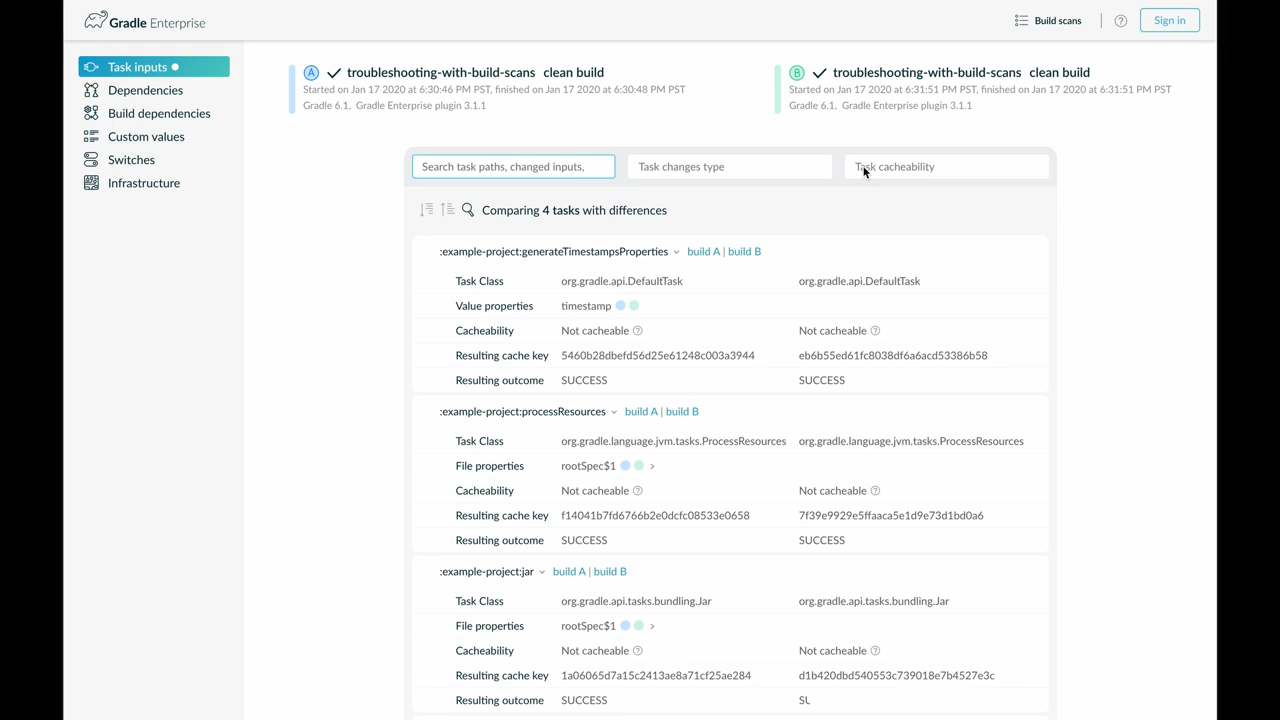 Gradle Enterprise
Build scans
Sign in
Task inputs
Dependencies
Build dependencies
Custom values
Switches
Infrastructure
A troubleshooting-with-build-scans clean build
Started on Jan 17 2020 at 6:30:46 PM PST, finished on Jan 17 2020 at 6:30:48 PM PST
Gradle 6.1, Gradle Enterprise plugin 3.1.1
B troubleshooting-with-build-scans clean build
Started on Jan 17 2020 at 6:31:51 PM PST, finished on Jan 17 2020 at 6:31:51 PM PST
Gradle 6.1, Gradle Enterprise plugin 3.1.1
Search task paths, changed inputs,
Task changes type
Task cacheability
Comparing 4 tasks with differences
:example-project:generateTimestampsProperties build A | build B
Task Class org.gradle.api.DefaultTask org.gradle.api.DefaultTask
Value properties timestamp
Cacheability Not cacheable ? Not cacheable ?
Resulting cache key 5460b28dbefd56d25e61248c003a3944 eb6b55ed61fc8038df6a6acd53386b58
Resulting outcome SUCCESS SUCCESS
:example-project:processResources build A | build B
Task Class org.gradle.language.jvm.tasks.ProcessResources org.gradle.language.jvm.tasks.ProcessResources
File properties rootSpec$1
Cacheability Not cacheable ? Not cacheable ?
Resulting cache key f14041b7fd6766b2e0dcfc08533e0658 7f39e9929e5ffaaca5e1d9e73d1bd0a6
Resulting outcome SUCCESS SUCCESS
:example-project:jar build A | build B
Task Class org.gradle.api.tasks.bundling.Jar org.gradle.api.tasks.bundling.Jar
File properties rootSpec$1
Cacheability Not cacheable ? Not cacheable ?
Resulting cache key 1a06065d7a15c2413ae8a71cf25ae284 d1b420dbd540553c739018e7b4527e3c
Resulting outcome SUCCESS SU